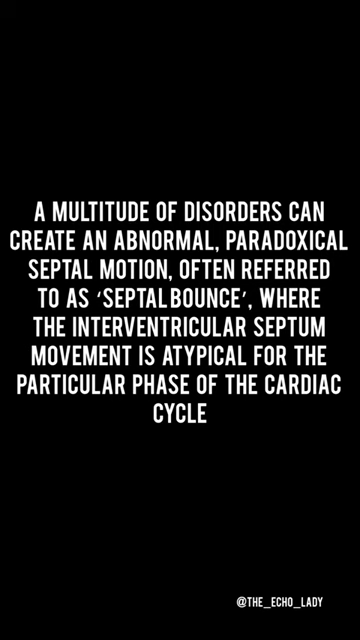 A MULTITUDE OF DISORDERS CAN
CREATE AN ABNORMAL, PARADOXICAL
SEPTAL MOTION, OFTEN REFERRED
TO AS 'SEPTAL BOUNCE', WHERE
THE INTERVENTRICULAR SEPTUM
MOVEMENT IS ATYPICAL FOR THE
PARTICULAR PHASE OF THE CARDIAC
CYCLE
@THE_ECHO_LADY